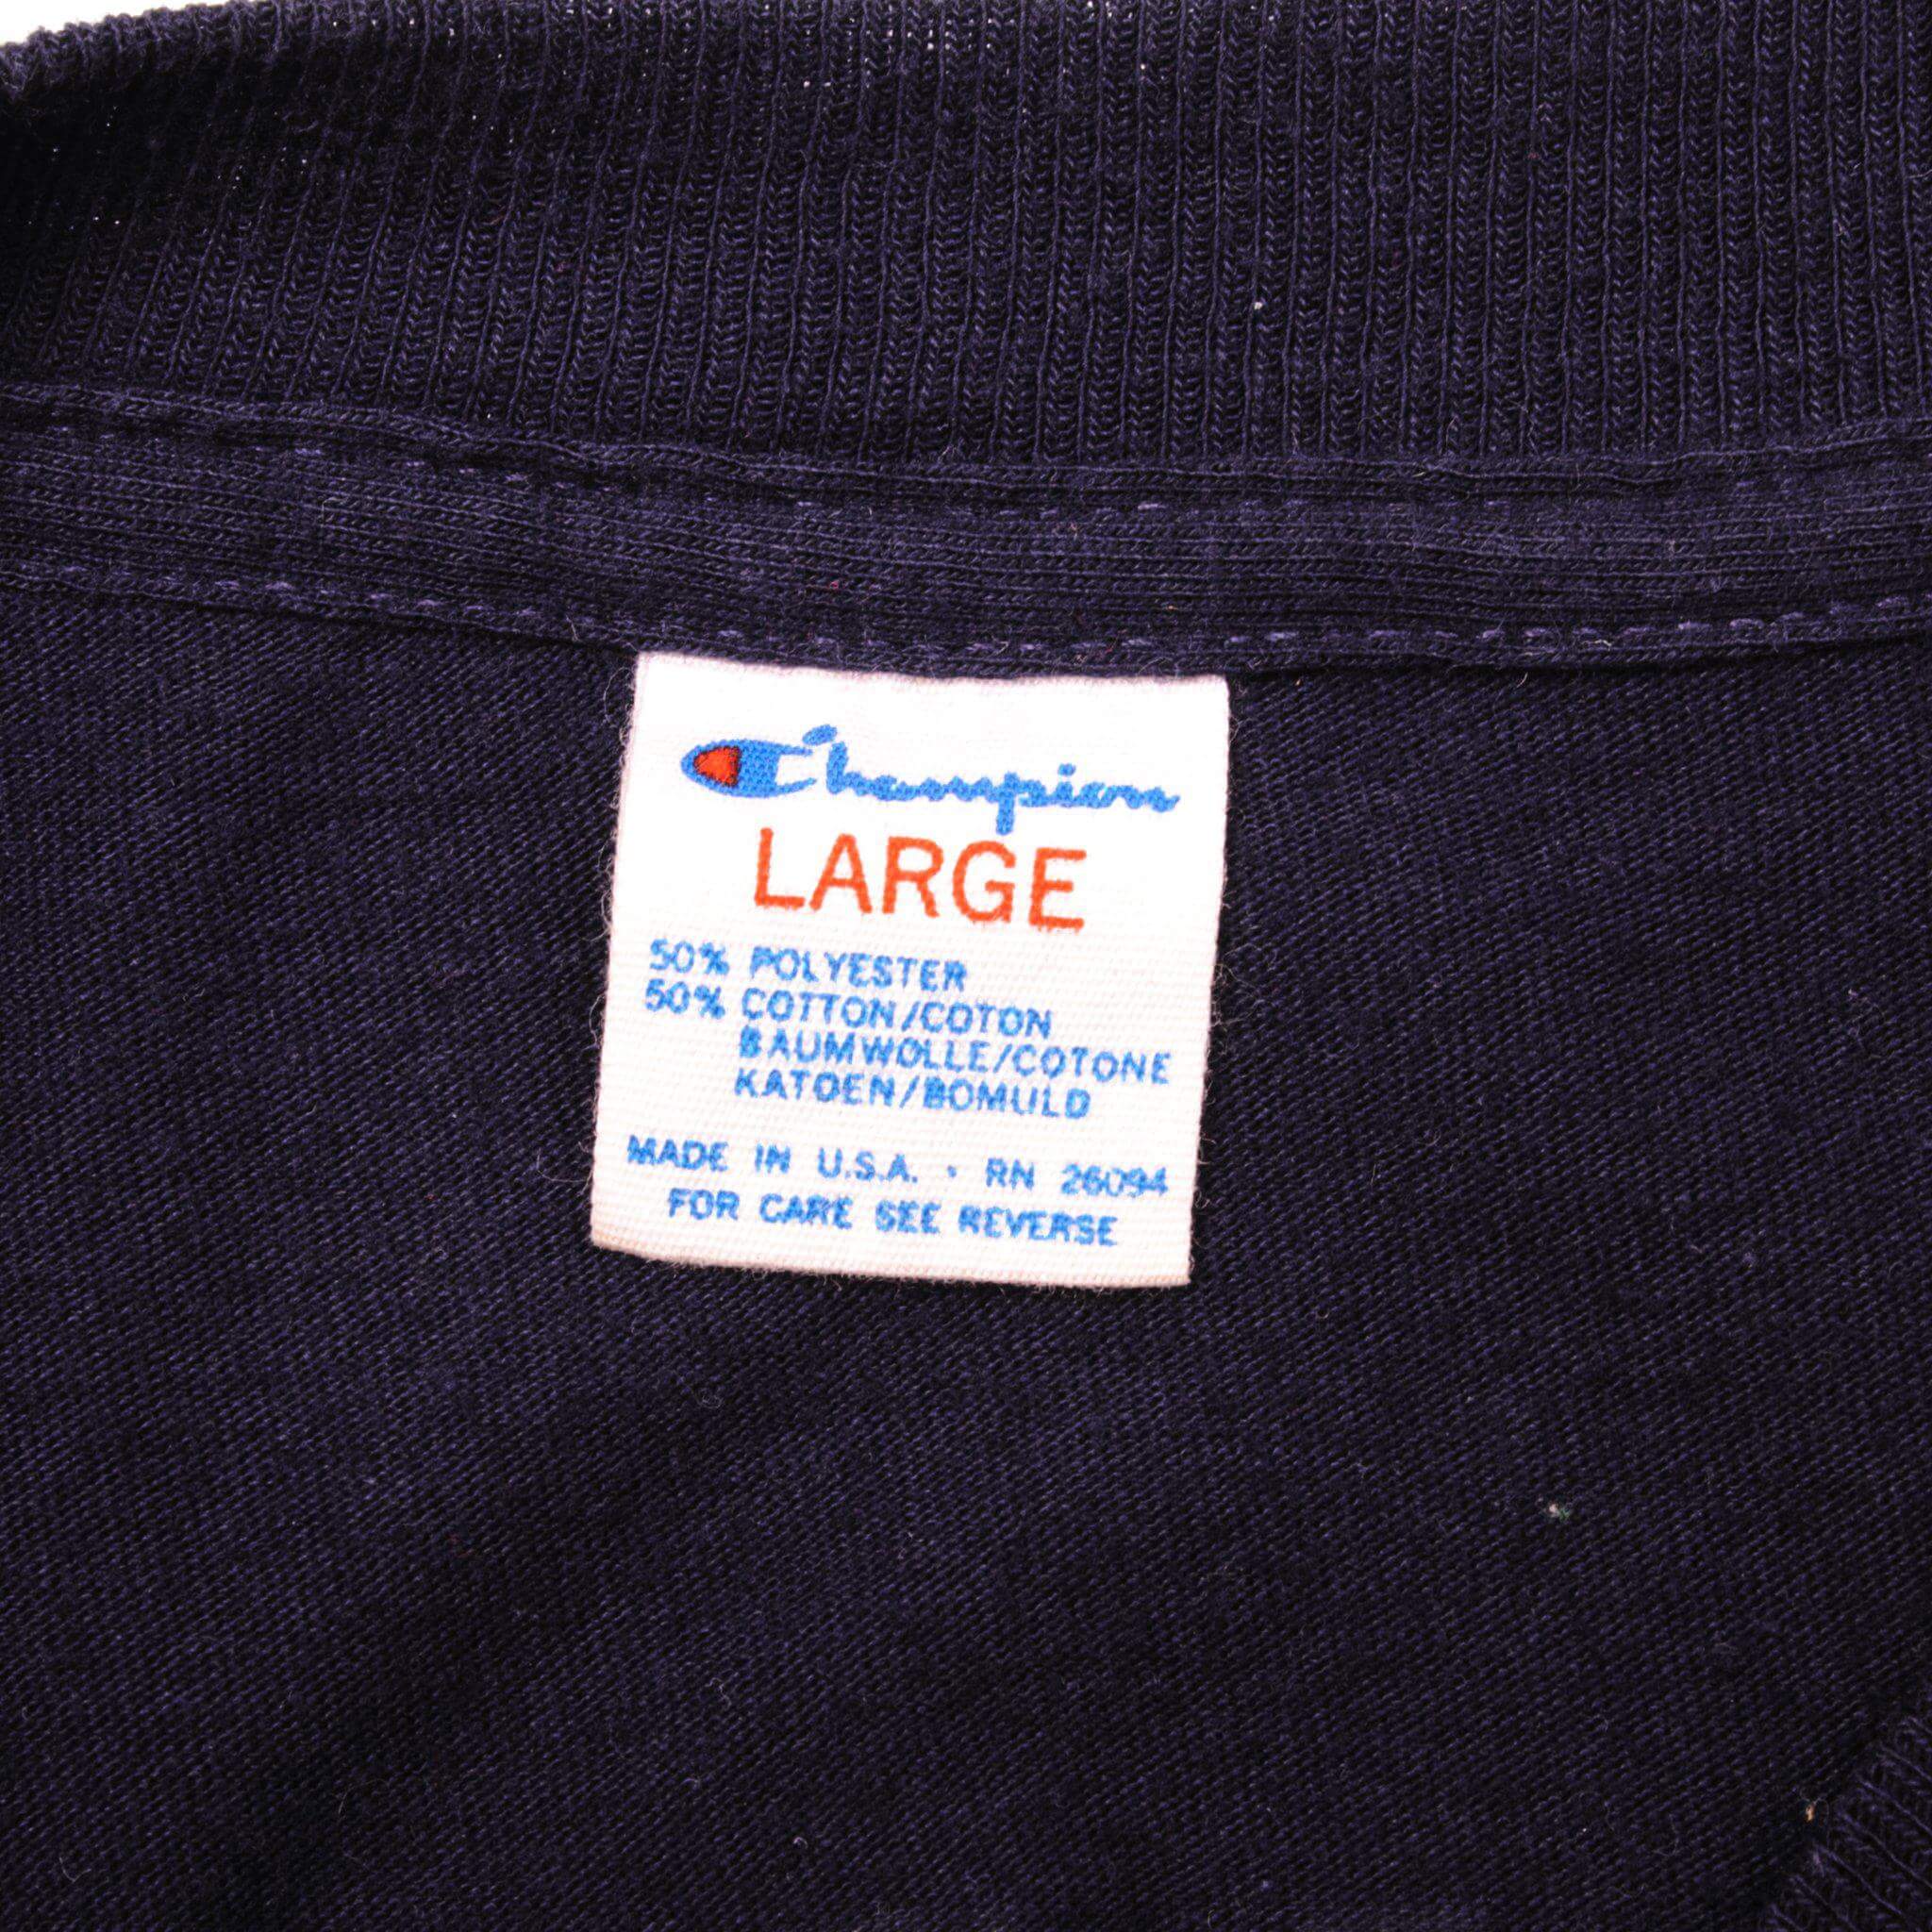 Champion
LARGE
50% POLYESTER
50% COTTON/COTON
BAUMWOLLE/COTONE
KATOEN/BOMULD
MADE IN U.S.A. · RN 26094
FOR CARE SEE REVERSE